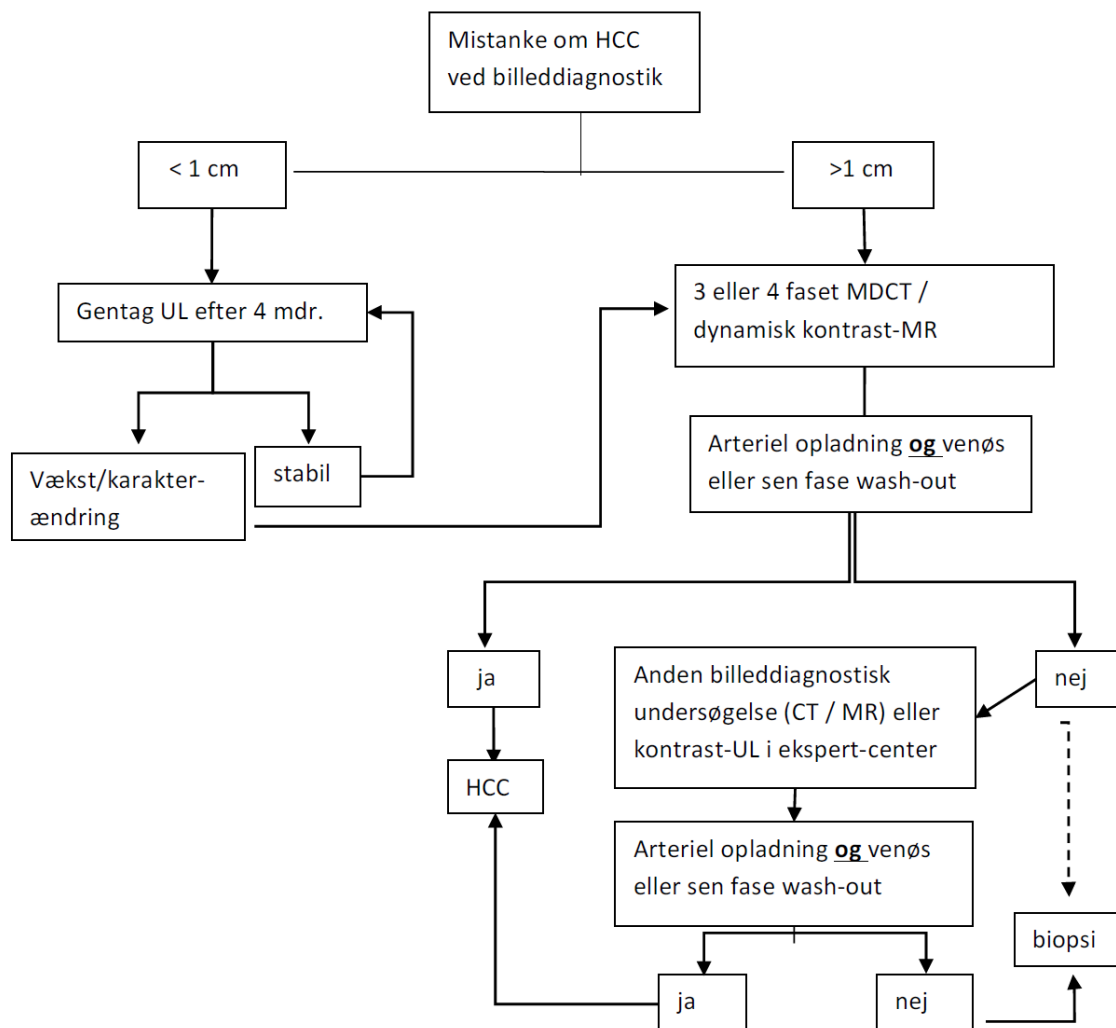 Mistanke om HCC
ved billeddiagnostik
< 1 cm
>1 cm
Gentag UL efter 4 mdr.
3 eller 4 faset MDCT /
dynamisk kontrast-MR
Vækst/karakter-
ændring
stabil
Arteriel opladning og venøs
eller sen fase wash-out
ja
Anden billeddiagnostisk
undersøgelse (CT / MR) eller
kontrast-UL i ekspert-center
nej
HCC
Arteriel opladning og venøs
eller sen fase wash-out
biopsi
ja
nej